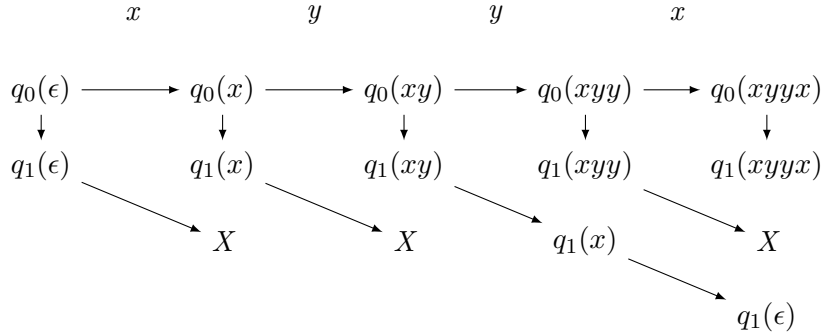 x y y x
q₀(ϵ) q₀(x) q₀(xy) q₀(xyy) q₀(xyyx)
q₁(ϵ) q₁(x) q₁(xy) q₁(xyy) q₁(xyyx)
X X q₁(x) X
q₁(ϵ)